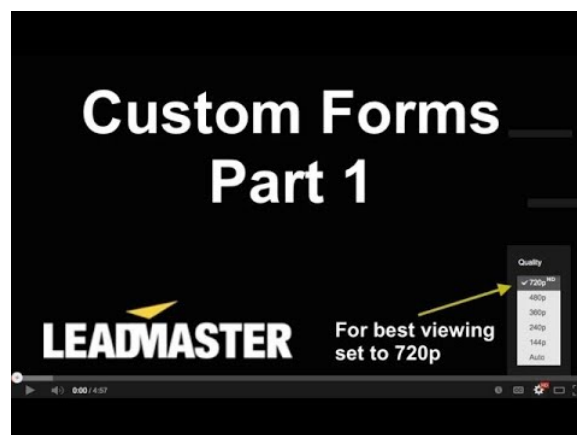 Custom Forms
Part 1
Quality
720p HD
480p
360p
240p
144p
Auto
LEADMASTER
For best viewing
set to 720p
0:00 / 4:57